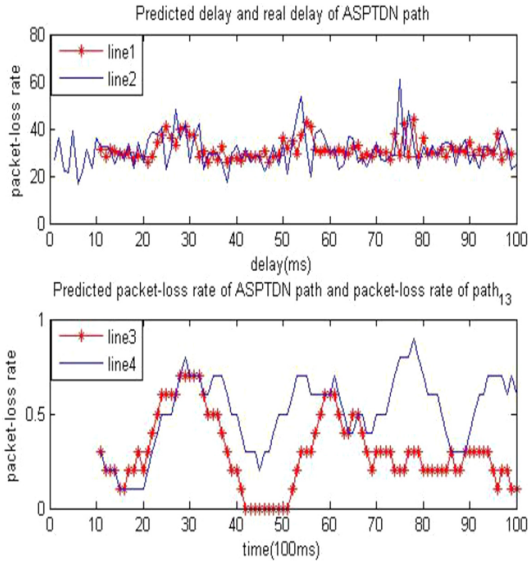 Predicted delay and real delay of ASPTDN path
80
60
40
20
0
packet-loss rate
line1
line2
0 10 20 30 40 50 60 70 80 90 100
delay(ms)
Predicted packet-loss rate of ASPTDN path and packet-loss rate of path13
1
0.5
0
packet-loss rate
line3
line4
0 10 20 30 40 50 60 70 80 90 100
time(100ms)